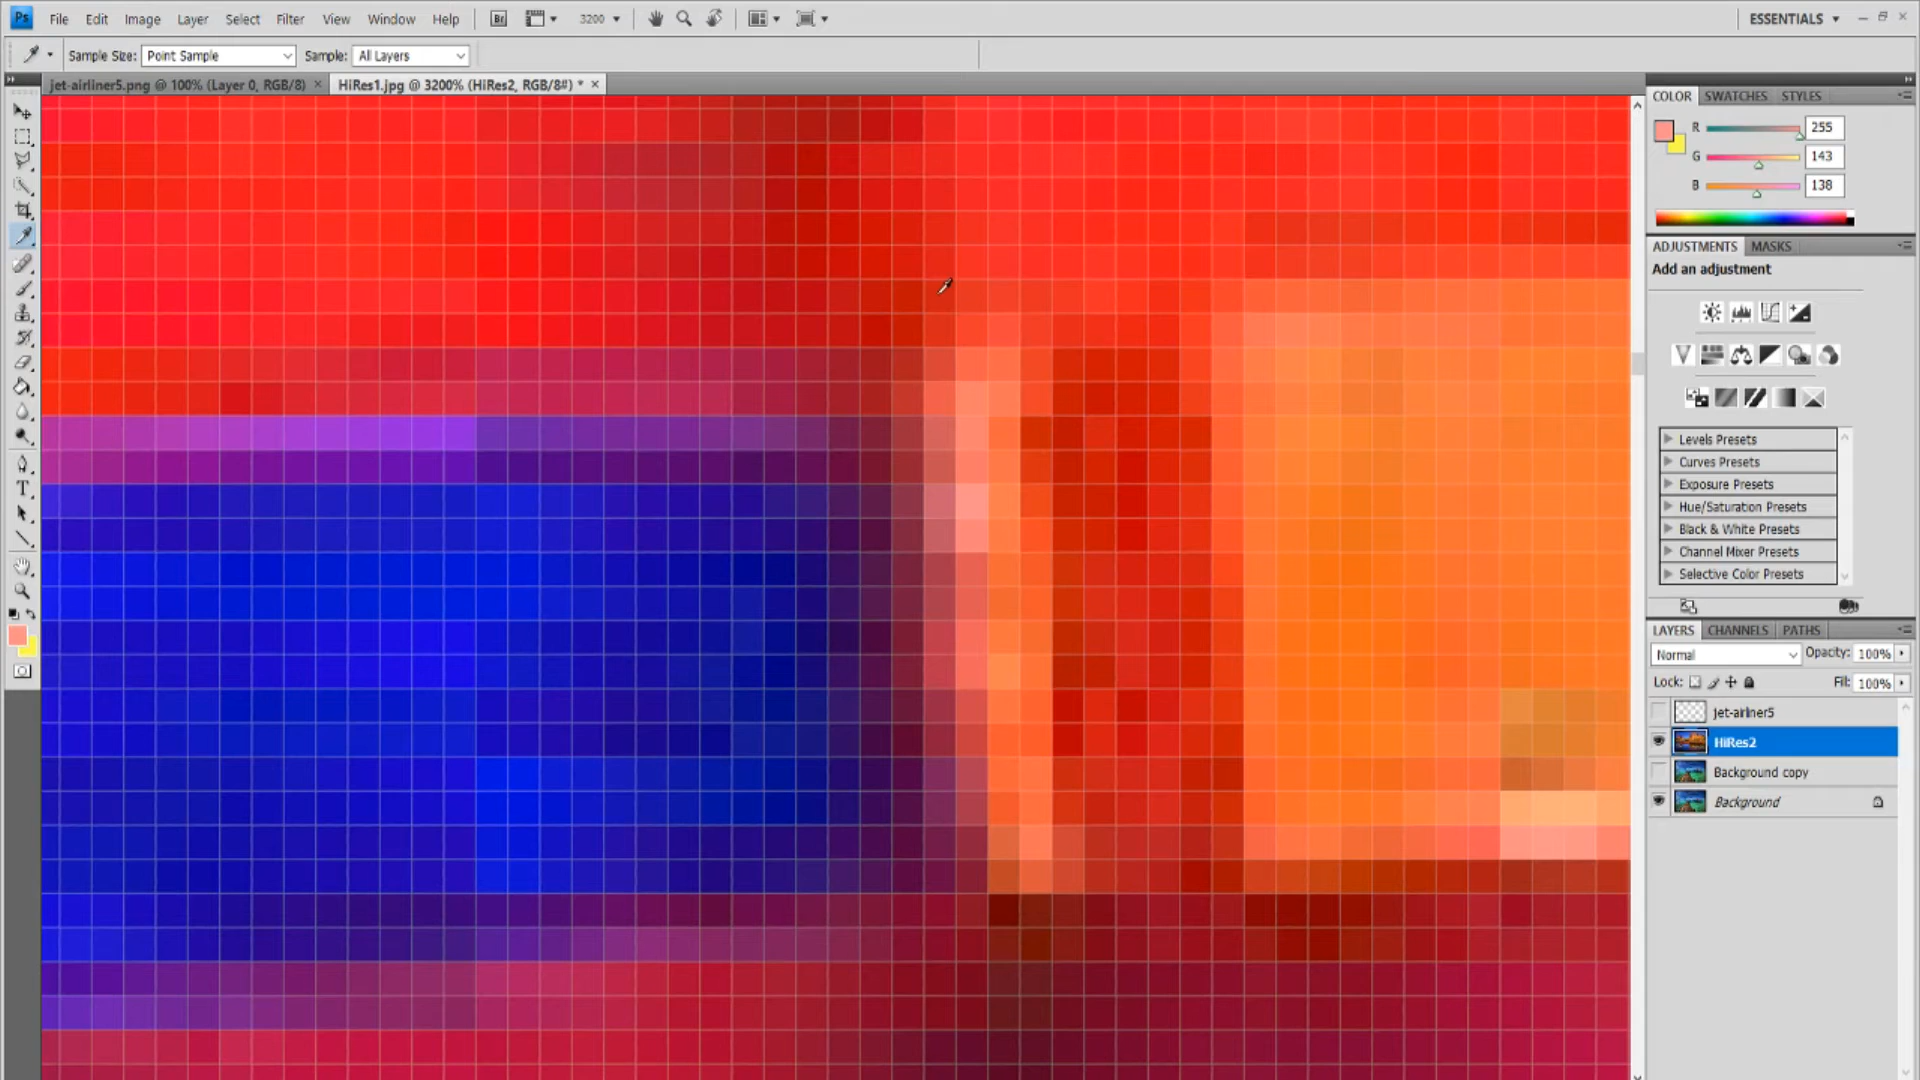 Ps File Edit Image Layer Select Filter View Window Help Br 3200 ESSENTIALS
Sample Size: Point Sample Sample: All Layers
jet-airliner5.png @ 100% (Layer 0, RGB/8) × HiRes1.jpg @ 3200% (HiRes2, RGB/8#) * ×
COLOR SWATCHES STYLES
R 255
G 143
B 138
ADJUSTMENTS MASKS
Add an adjustment
Levels Presets
Curves Presets
Exposure Presets
Hue/Saturation Presets
Black & White Presets
Channel Mixer Presets
Selective Color Presets
LAYERS CHANNELS PATHS
Normal Opacity: 100%
Lock: Fill: 100%
jet-airliner5
HiRes2
Background copy
Background
T